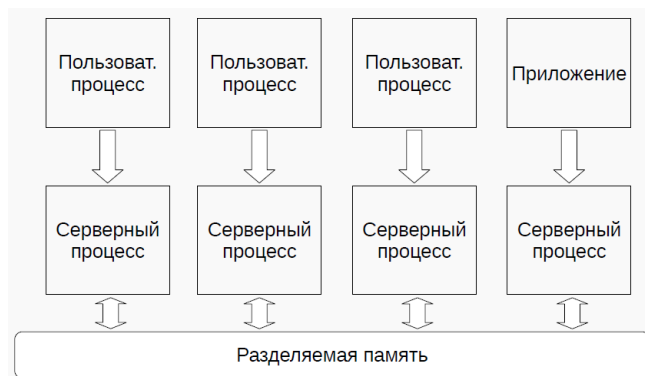 Пользоват.
процесс
Пользоват.
процесс
Пользоват.
процесс
Приложение
Серверный
процесс
Серверный
процесс
Серверный
процесс
Серверный
процесс
Разделяемая память